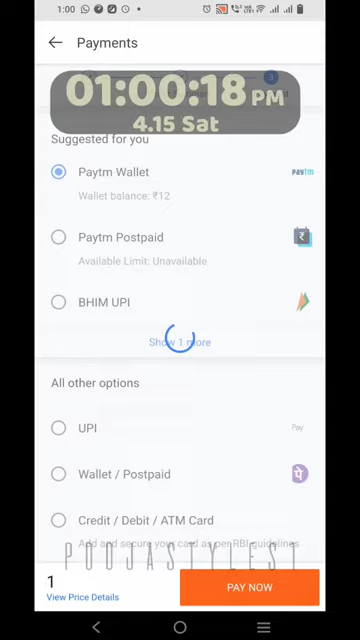 1:00
Payments
3
01:00:18 PM
4.15 Sat
Suggested for you
Paytm Wallet
paytm
Wallet balance: ₹12
Paytm Postpaid
Available Limit: Unavailable
BHIM UPI
Show 1 more
All other options
UPI
Pay
Wallet / Postpaid
Credit / Debit / ATM Card
Add and secure your card as per RBI guidelines
POOJASTYLEST
1
View Price Details
PAY NOW